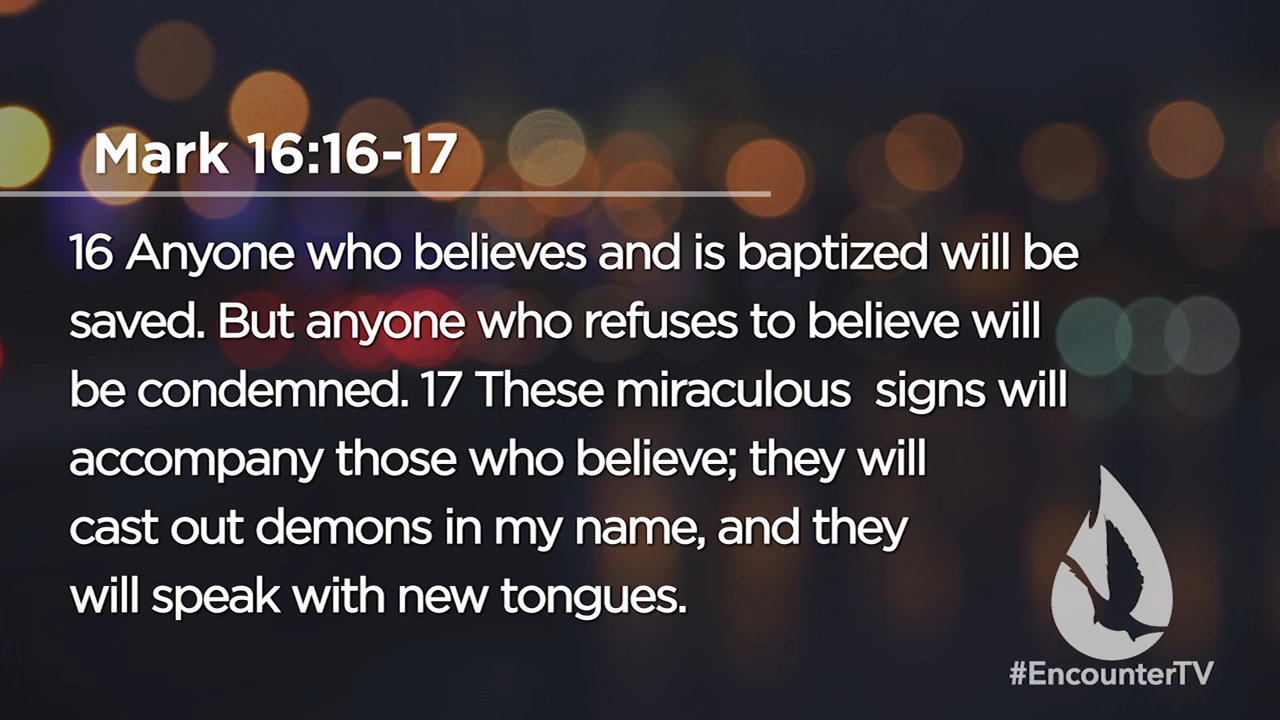 Mark 16:16-17
16 Anyone who believes and is baptized will be
saved. But anyone who refuses to believe will
be condemned. 17 These miraculous  signs will
accompany those who believe; they will
cast out demons in my name, and they
will speak with new tongues.
#EncounterTV